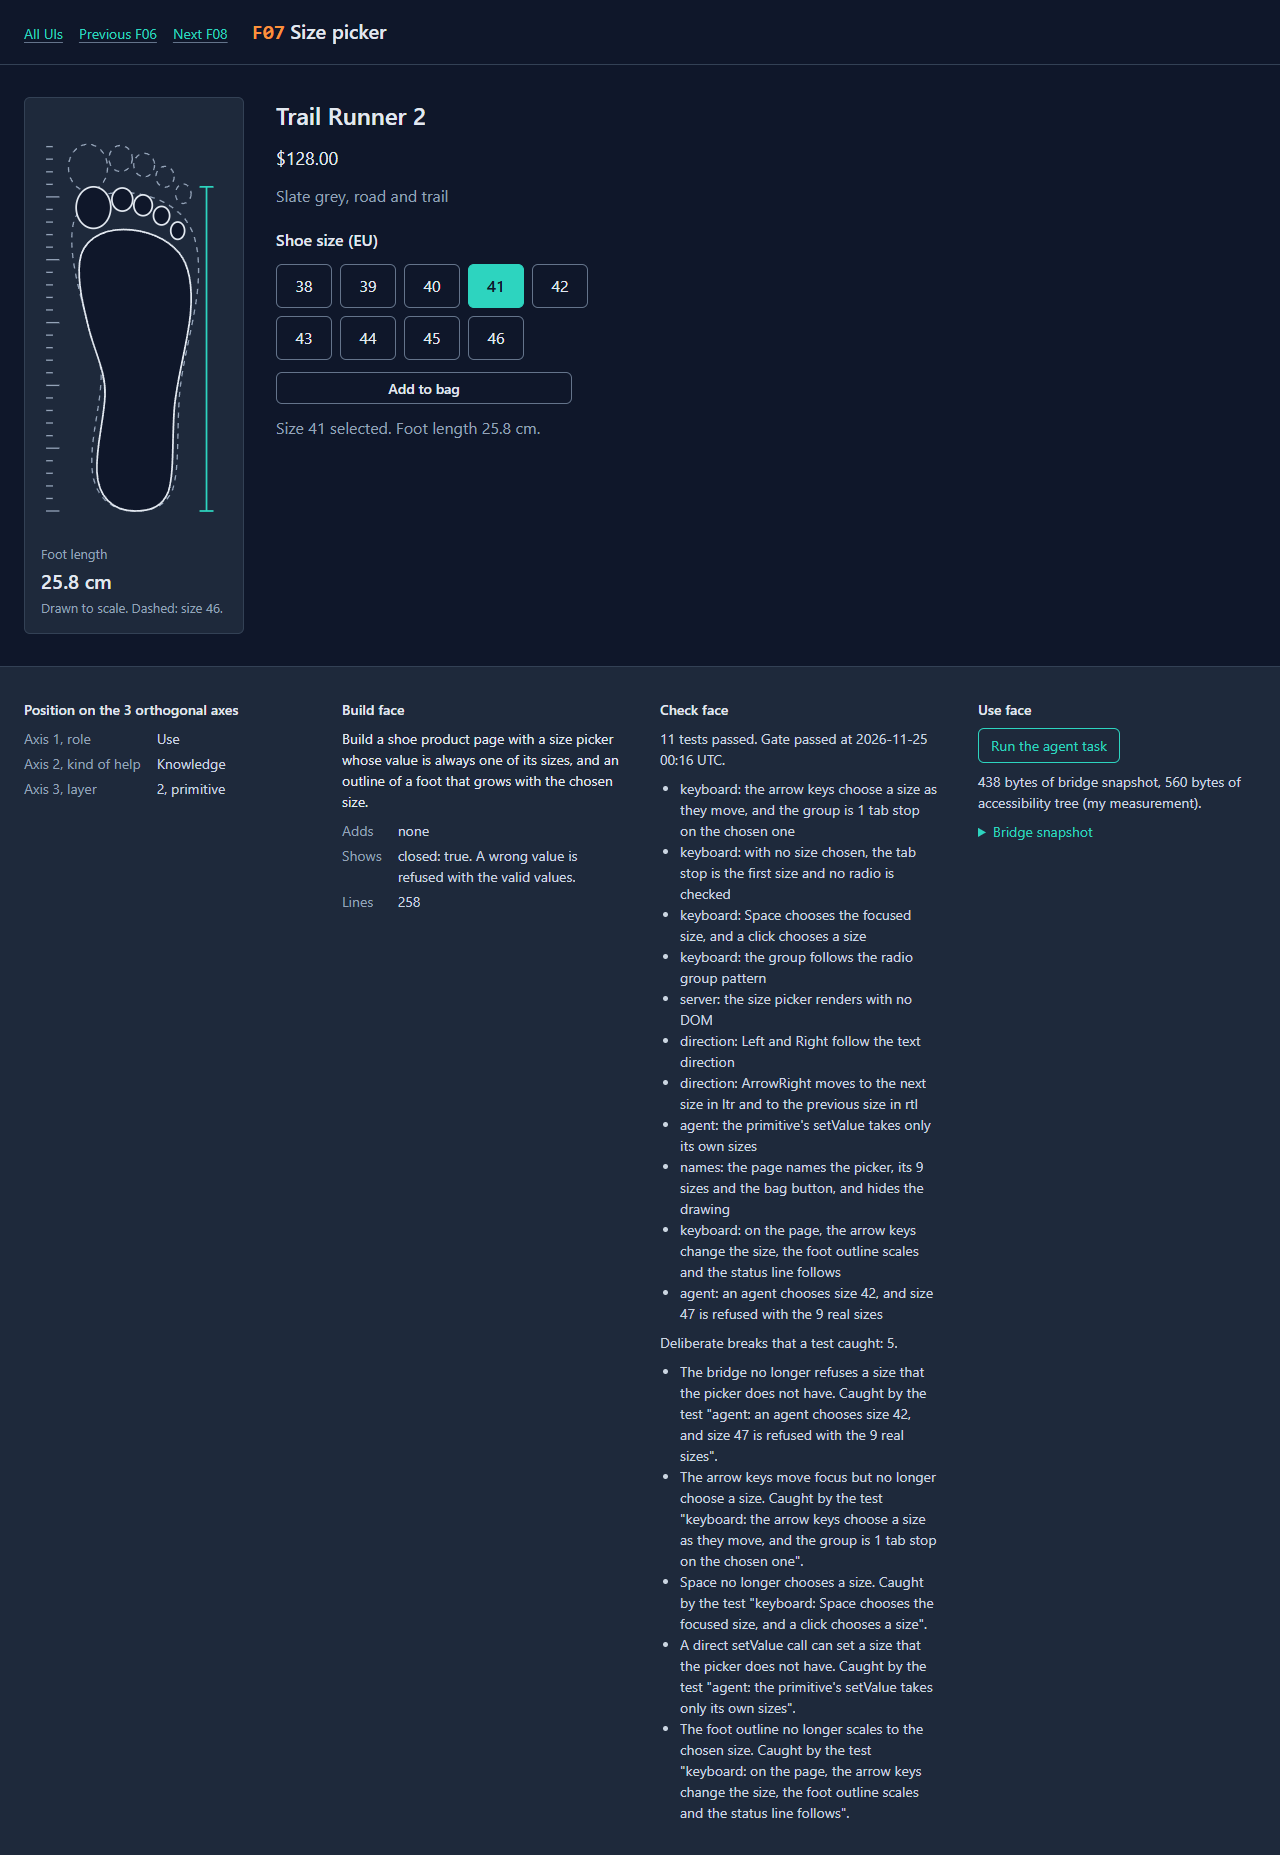 All UIs Previous F06 Next F08 F07 Size picker
Trail Runner 2
$128.00
Slate grey, road and trail
Shoe size (EU)
38 39 40 41 42
43 44 45 46
Add to bag
Size 41 selected. Foot length 25.8 cm.
Foot length
25.8 cm
Drawn to scale. Dashed: size 46.
Position on the 3 orthogonal axes
Axis 1, role Use
Axis 2, kind of help Knowledge
Axis 3, layer 2, primitive
Build face
Build a shoe product page with a size picker
whose value is always one of its sizes, and an
outline of a foot that grows with the chosen
size.
Adds none
Shows closed: true. A wrong value is
refused with the valid values.
Lines 258
Check face
11 tests passed. Gate passed at 2026-11-25
00:16 UTC.
• keyboard: the arrow keys choose a size as
they move, and the group is 1 tab stop
on the chosen one
• keyboard: with no size chosen, the tab
stop is the first size and no radio is
checked
• keyboard: Space chooses the focused
size, and a click chooses a size
• keyboard: the group follows the radio
group pattern
• server: the size picker renders with no
DOM
• direction: Left and Right follow the text
direction
• direction: ArrowRight moves to the next
size in ltr and to the previous size in rtl
• agent: the primitive's setValue takes only
its own sizes
• names: the page names the picker, its 9
sizes and the bag button, and hides the
drawing
• keyboard: on the page, the arrow keys
change the size, the foot outline scales
and the status line follows
• agent: an agent chooses size 42, and size
47 is refused with the 9 real sizes
Deliberate breaks that a test caught: 5.
• The bridge no longer refuses a size that
the picker does not have. Caught by the
test "agent: an agent chooses size 42,
and size 47 is refused with the 9 real
sizes".
• The arrow keys move focus but no longer
choose a size. Caught by the test
"keyboard: the arrow keys choose a size
as they move, and the group is 1 tab stop
on the chosen one".
• Space no longer chooses a size. Caught
by the test "keyboard: Space chooses the
focused size, and a click chooses a size".
• A direct setValue call can set a size that
the picker does not have. Caught by the
test "agent: the primitive's setValue takes
only its own sizes".
• The foot outline no longer scales to the
chosen size. Caught by the test
"keyboard: on the page, the arrow keys
change the size, the foot outline scales
and the status line follows".
Use face
Run the agent task
438 bytes of bridge snapshot, 560 bytes of
accessibility tree (my measurement).
▶ Bridge snapshot